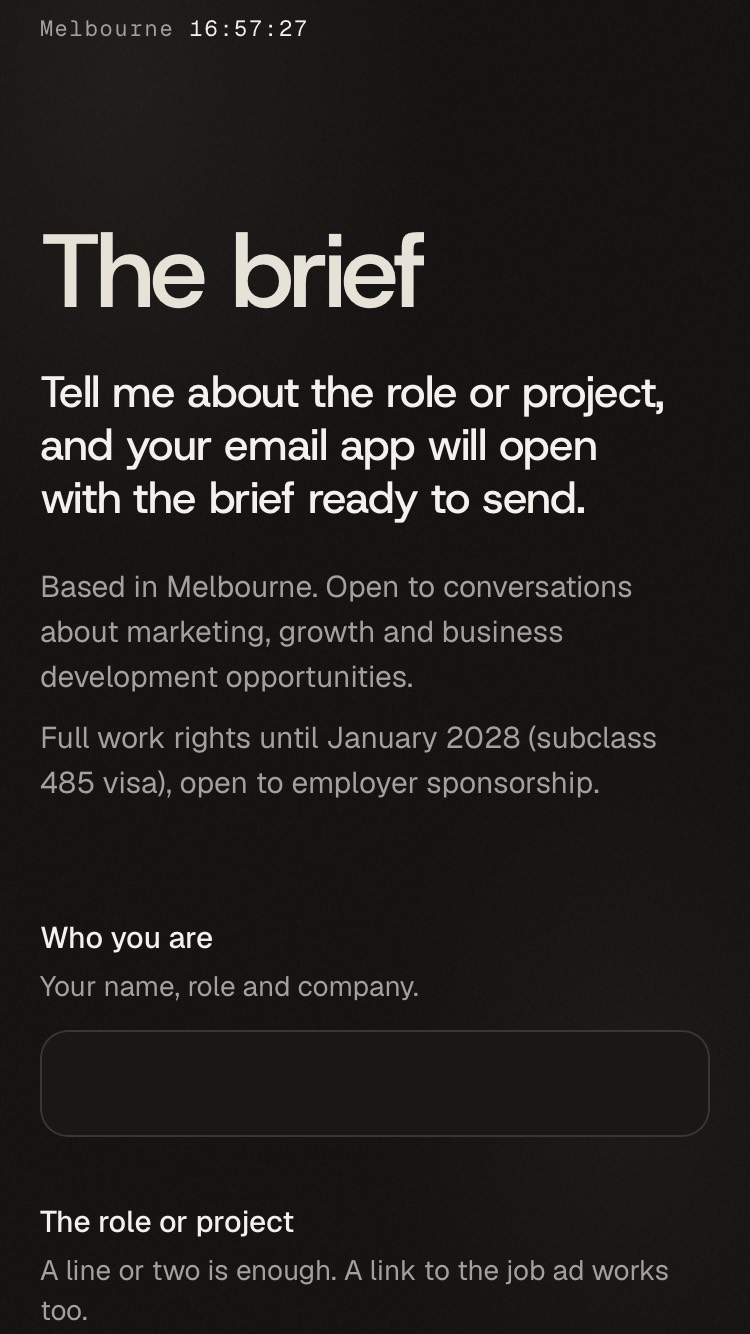 Melbourne 16:57:27
The brief
Tell me about the role or project,
and your email app will open
with the brief ready to send.
Based in Melbourne. Open to conversations
about marketing, growth and business
development opportunities.
Full work rights until January 2028 (subclass
485 visa), open to employer sponsorship.
Who you are
Your name, role and company.
The role or project
A line or two is enough. A link to the job ad works
too.